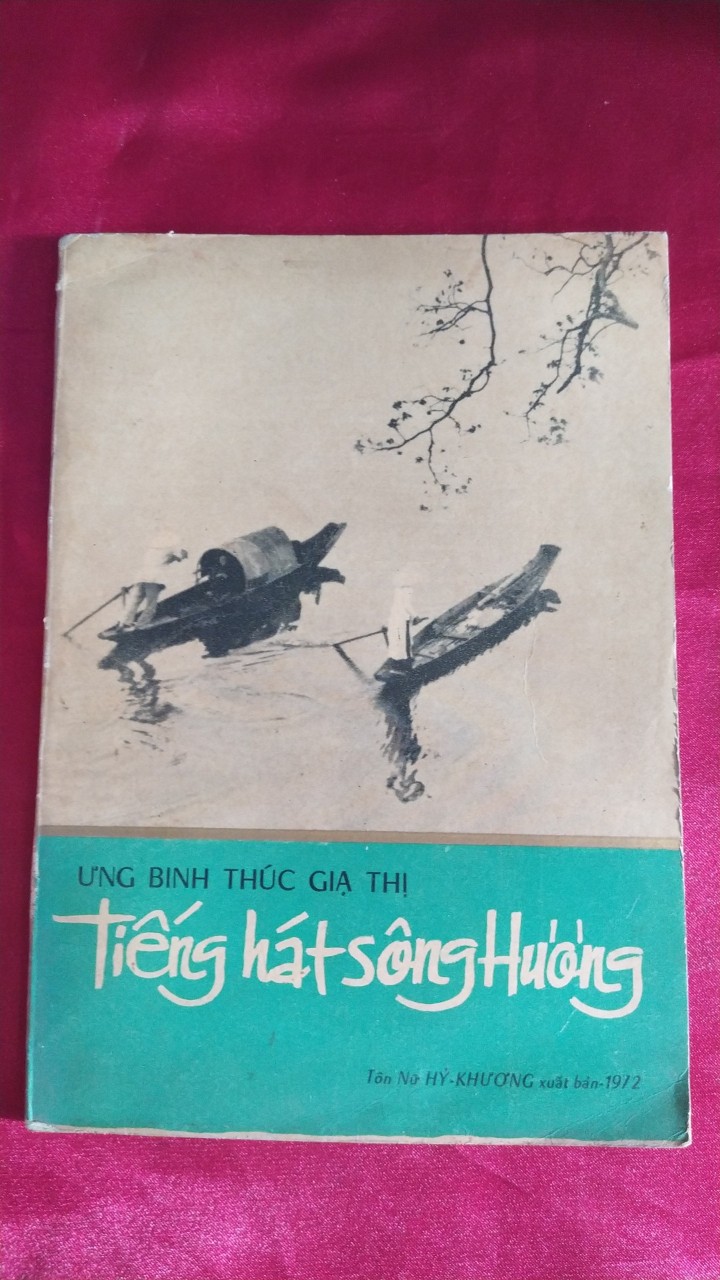 ƯNG BINH THÚC GIẠ THỊ
Tiếng hát sông Hương
Tôn Nữ HỶ-KHƯƠNG xuất bản-1972